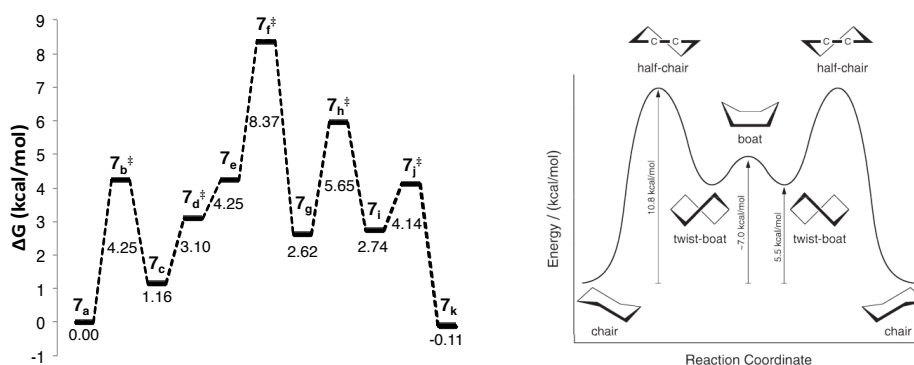 9
8
7
6
5
4
3
2
1
0
-1
ΔG (kcal/mol)
7a
0.00
7b‡
4.25
7c
1.16
7d‡
3.10
7e
4.25
7f‡
8.37
7g
2.62
7h‡
5.65
7i
2.74
7j‡
4.14
7k
-0.11
Energy / (kcal/mol)
C C
half-chair
C C
half-chair
boat
10.8 kcal/mol
~7.0 kcal/mol
5.5 kcal/mol
twist-boat
twist-boat
chair
chair
Reaction Coordinate